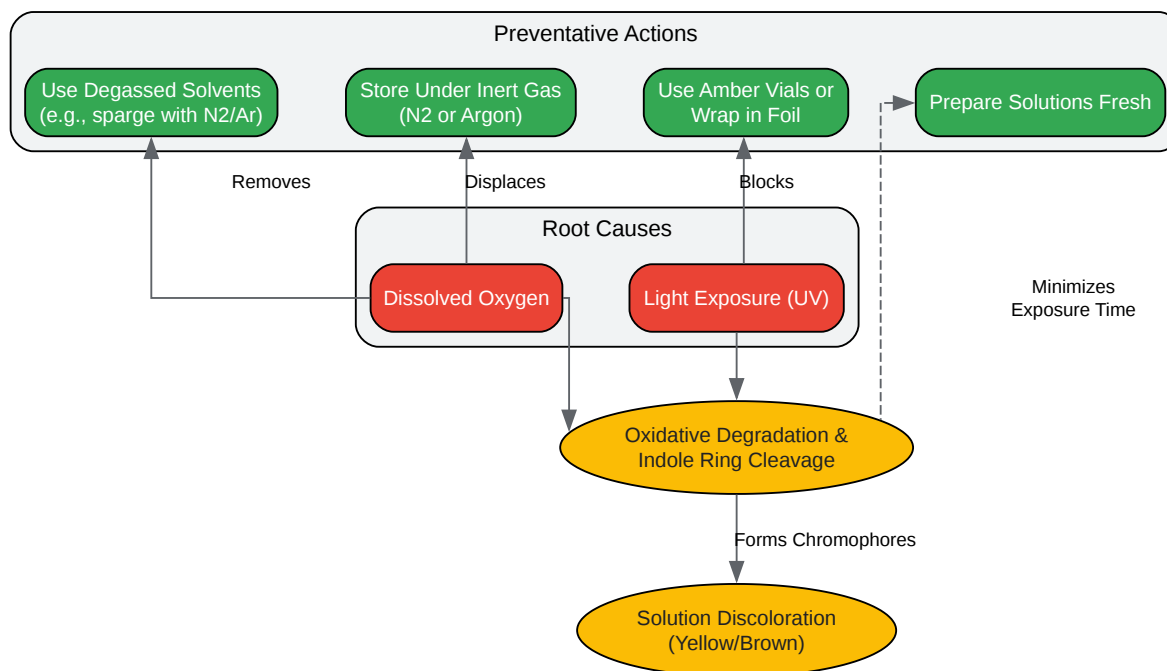 Preventative Actions
Use Degassed Solvents
(e.g., sparge with N2/Ar)
Store Under Inert Gas
(N2 or Argon)
Use Amber Vials or
Wrap in Foil
Prepare Solutions Fresh
Removes
Displaces
Blocks
Root Causes
Dissolved Oxygen
Light Exposure (UV)
Minimizes
Exposure Time
Oxidative Degradation &
Indole Ring Cleavage
Forms Chromophores
Solution Discoloration
(Yellow/Brown)